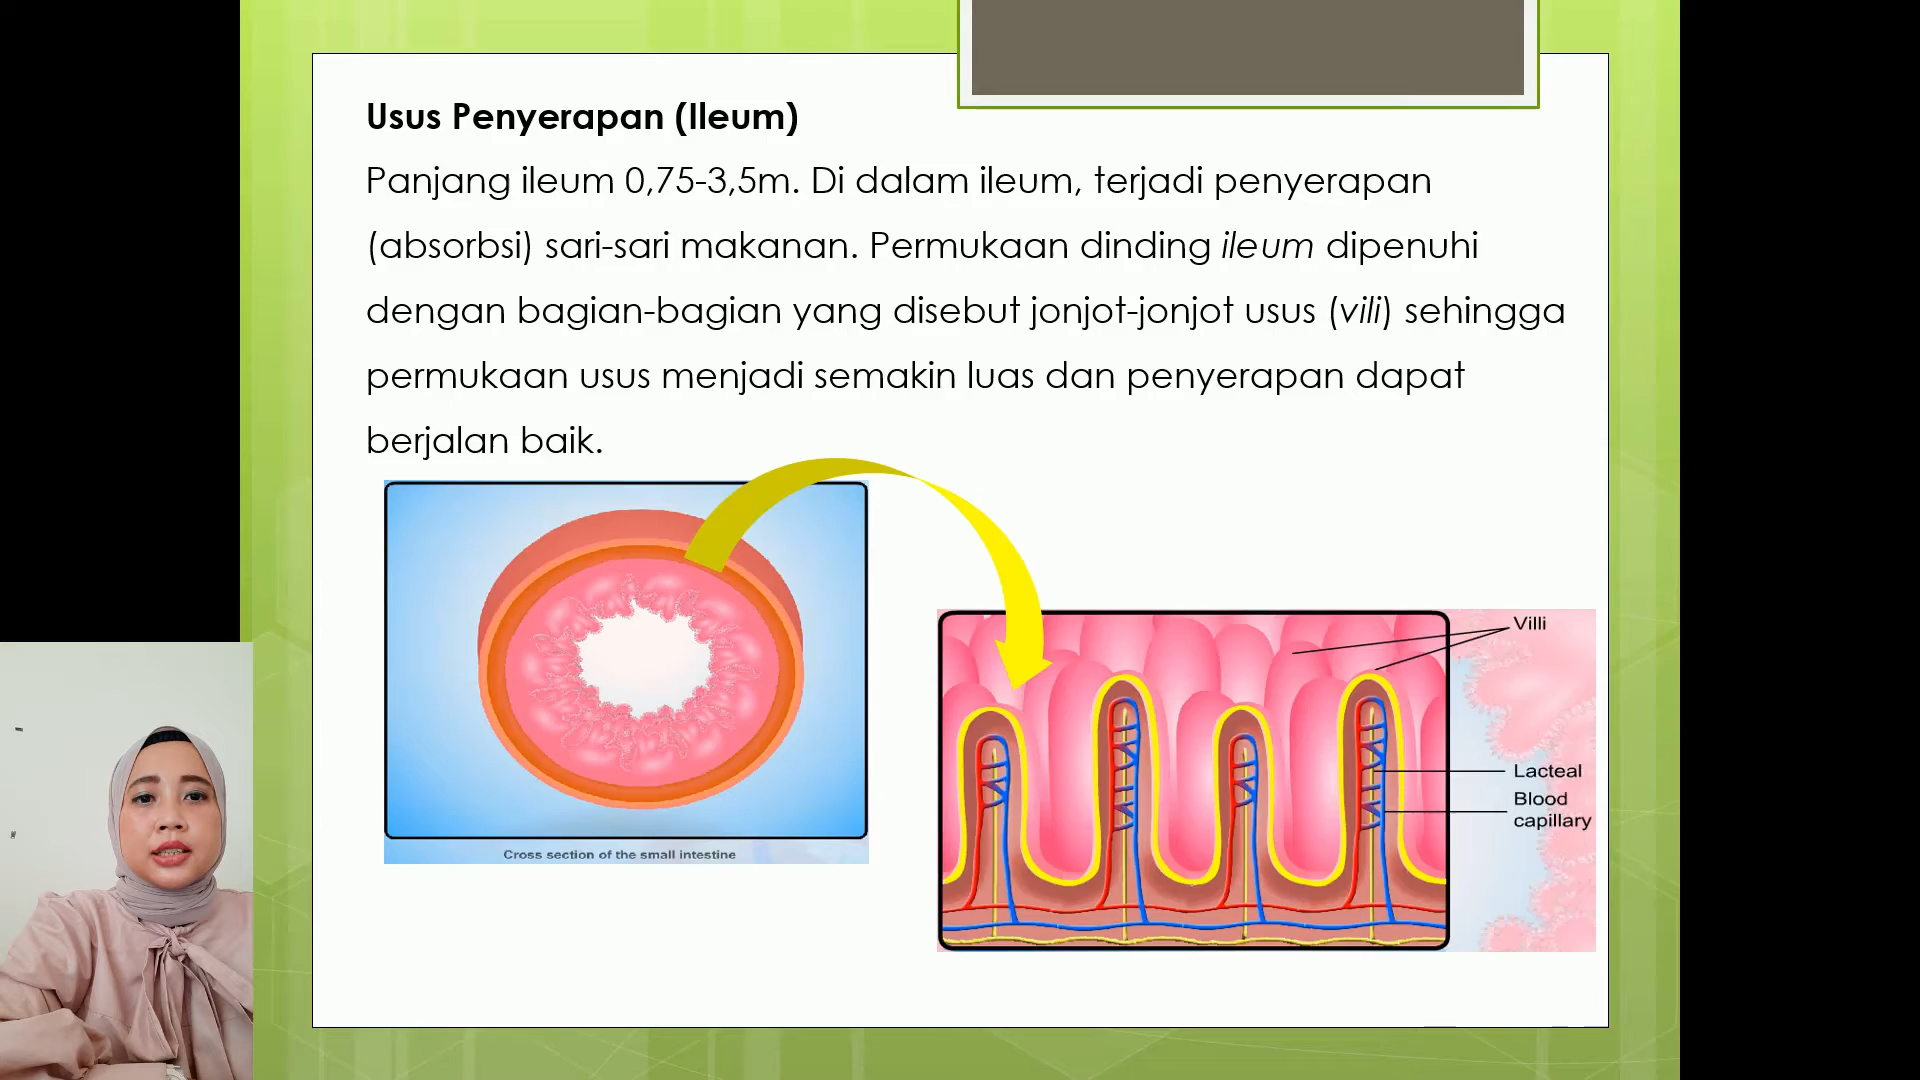 Usus Penyerapan (Ileum)
Panjang ileum 0,75-3,5m. Di dalam ileum, terjadi penyerapan
(absorbsi) sari-sari makanan. Permukaan dinding ileum dipenuhi
dengan bagian-bagian yang disebut jonjot-jonjot usus (vili) sehingga
permukaan usus menjadi semakin luas dan penyerapan dapat
berjalan baik.
Cross section of the small intestine
Villi
Lacteal
Blood
capillary